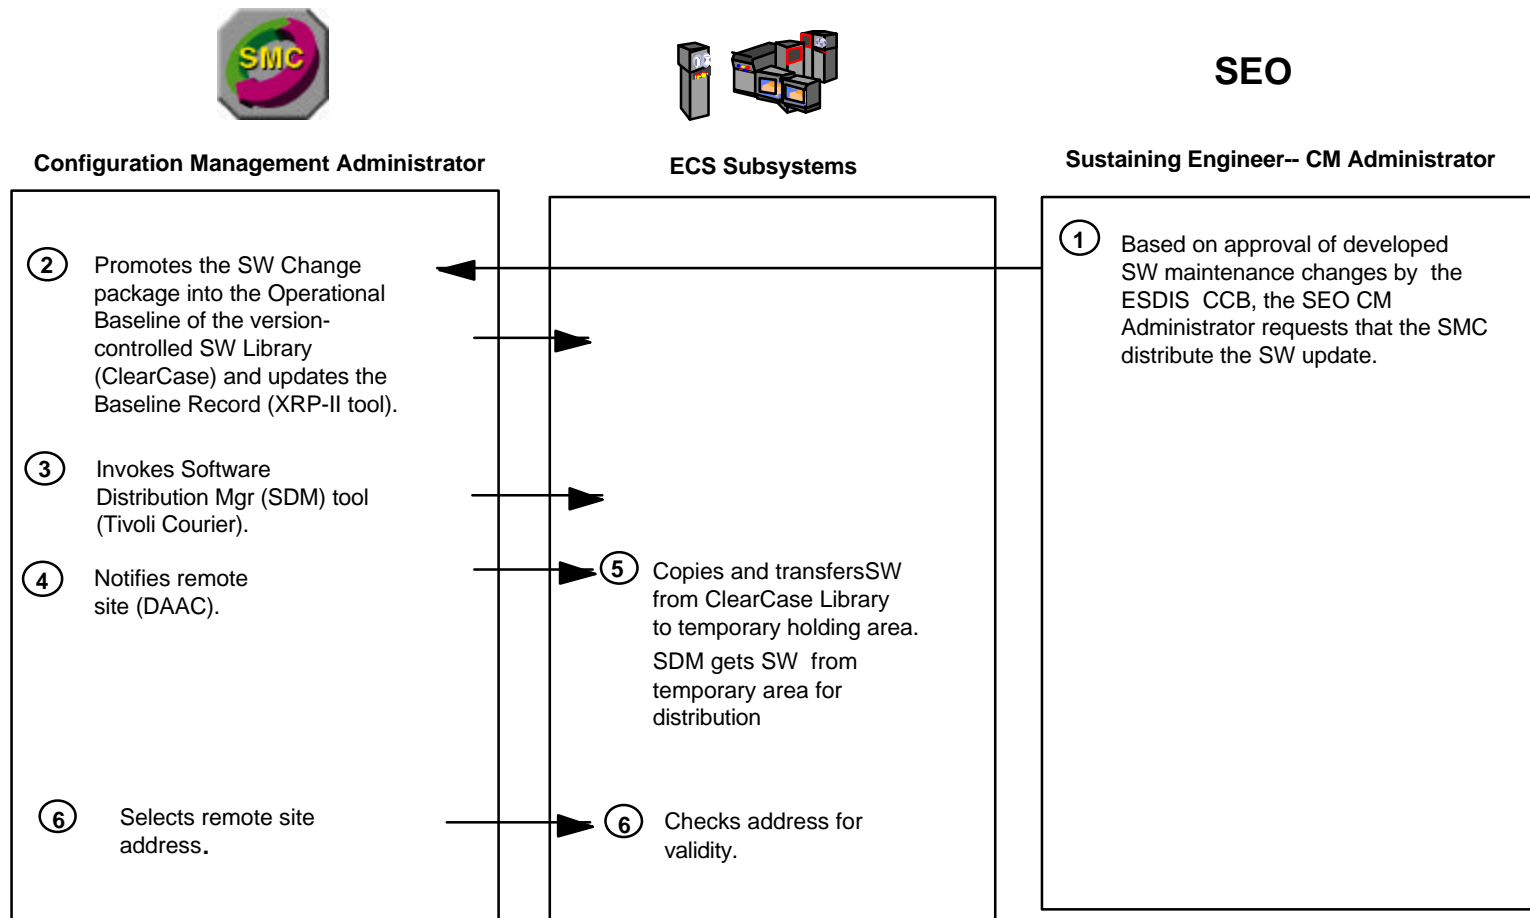 SMC
SEO
Configuration Management Administrator
ECS Subsystems
Sustaining Engineer-- CM Administrator
1
Based on approval of developed
SW maintenance changes by the
ESDIS CCB, the SEO CM
Administrator requests that the SMC
distribute the SW update.
2
Promotes the SW Change
package into the Operational
Baseline of the version-
controlled SW Library
(ClearCase) and updates the
Baseline Record (XRP-II tool).
3
Invokes Software
Distribution Mgr (SDM) tool
(Tivoli Courier).
4
Notifies remote
site (DAAC).
5
Copies and transfersSW
from ClearCase Library
to temporary holding area.
SDM gets SW from
temporary area for
distribution
6
Selects remote site
address.
6
Checks address for
validity.